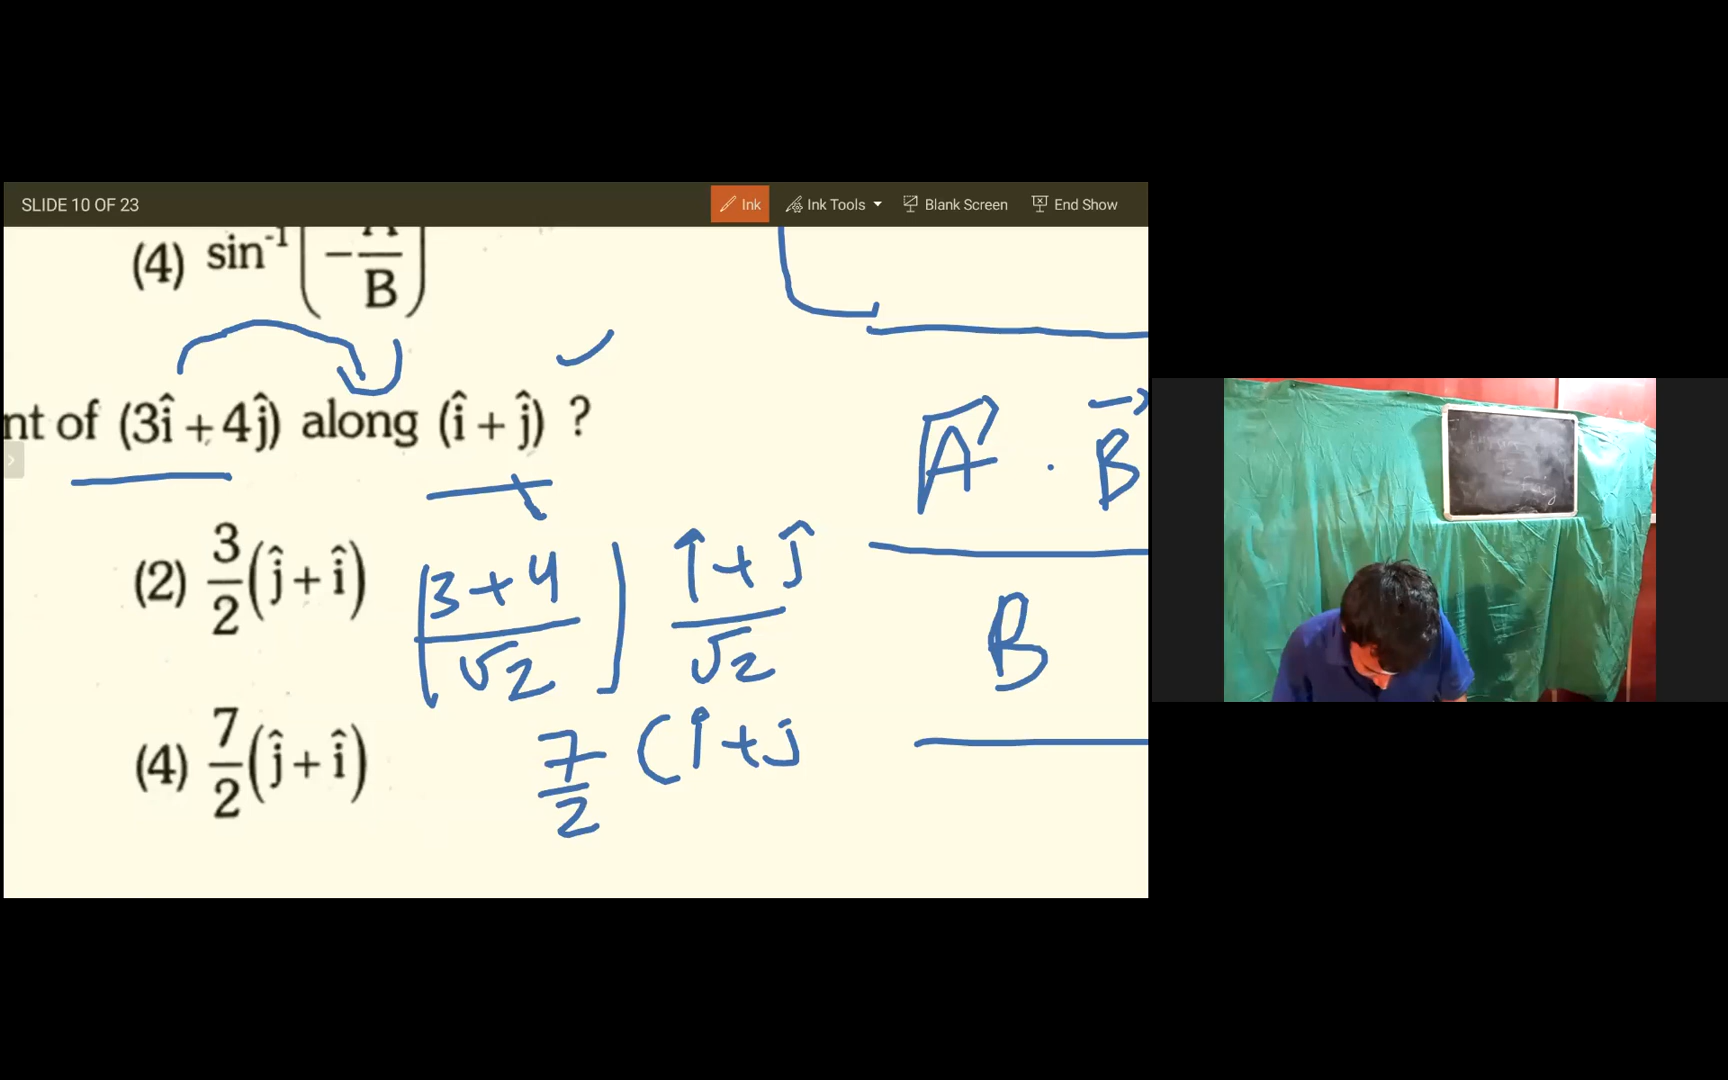 SLIDE 10 OF 23
Ink
Ink Tools
Blank Screen
End Show
(4) sin⁻¹(-A/B)
nt of (3î + 4ĵ) along (î + ĵ) ?
A⃗ · B⃗
B
(2) 3/2 (ĵ + î)
[3+4/√2] î+ĵ/√2
(4) 7/2 (ĵ + î)
7/2 (i+j